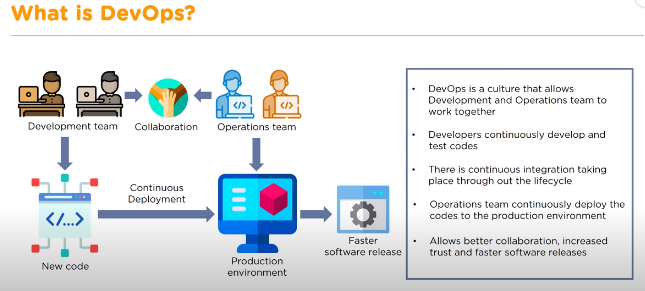 What is DevOps?
Development team
Collaboration
Operations team
</>
</>
Continuous
Deployment
</...>
New code
Production
environment
Faster
software release
• DevOps is a culture that allows
Development and Operations team to
work together
• Developers continuously develop and
test codes
• There is continuous integration taking
place through out the lifecycle
• Operations team continuously deploy the
codes to the production environment
• Allows better collaboration, increased
trust and faster software releases